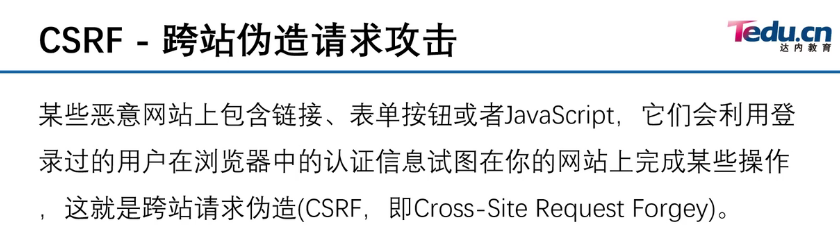 CSRF - 跨站伪造请求攻击
Tedu.cn
达内教育
某些恶意网站上包含链接、表单按钮或者JavaScript，它们会利用登
录过的用户在浏览器中的认证信息试图在你的网站上完成某些操作
，这就是跨站请求伪造(CSRF，即Cross-Site Request Forgey)。